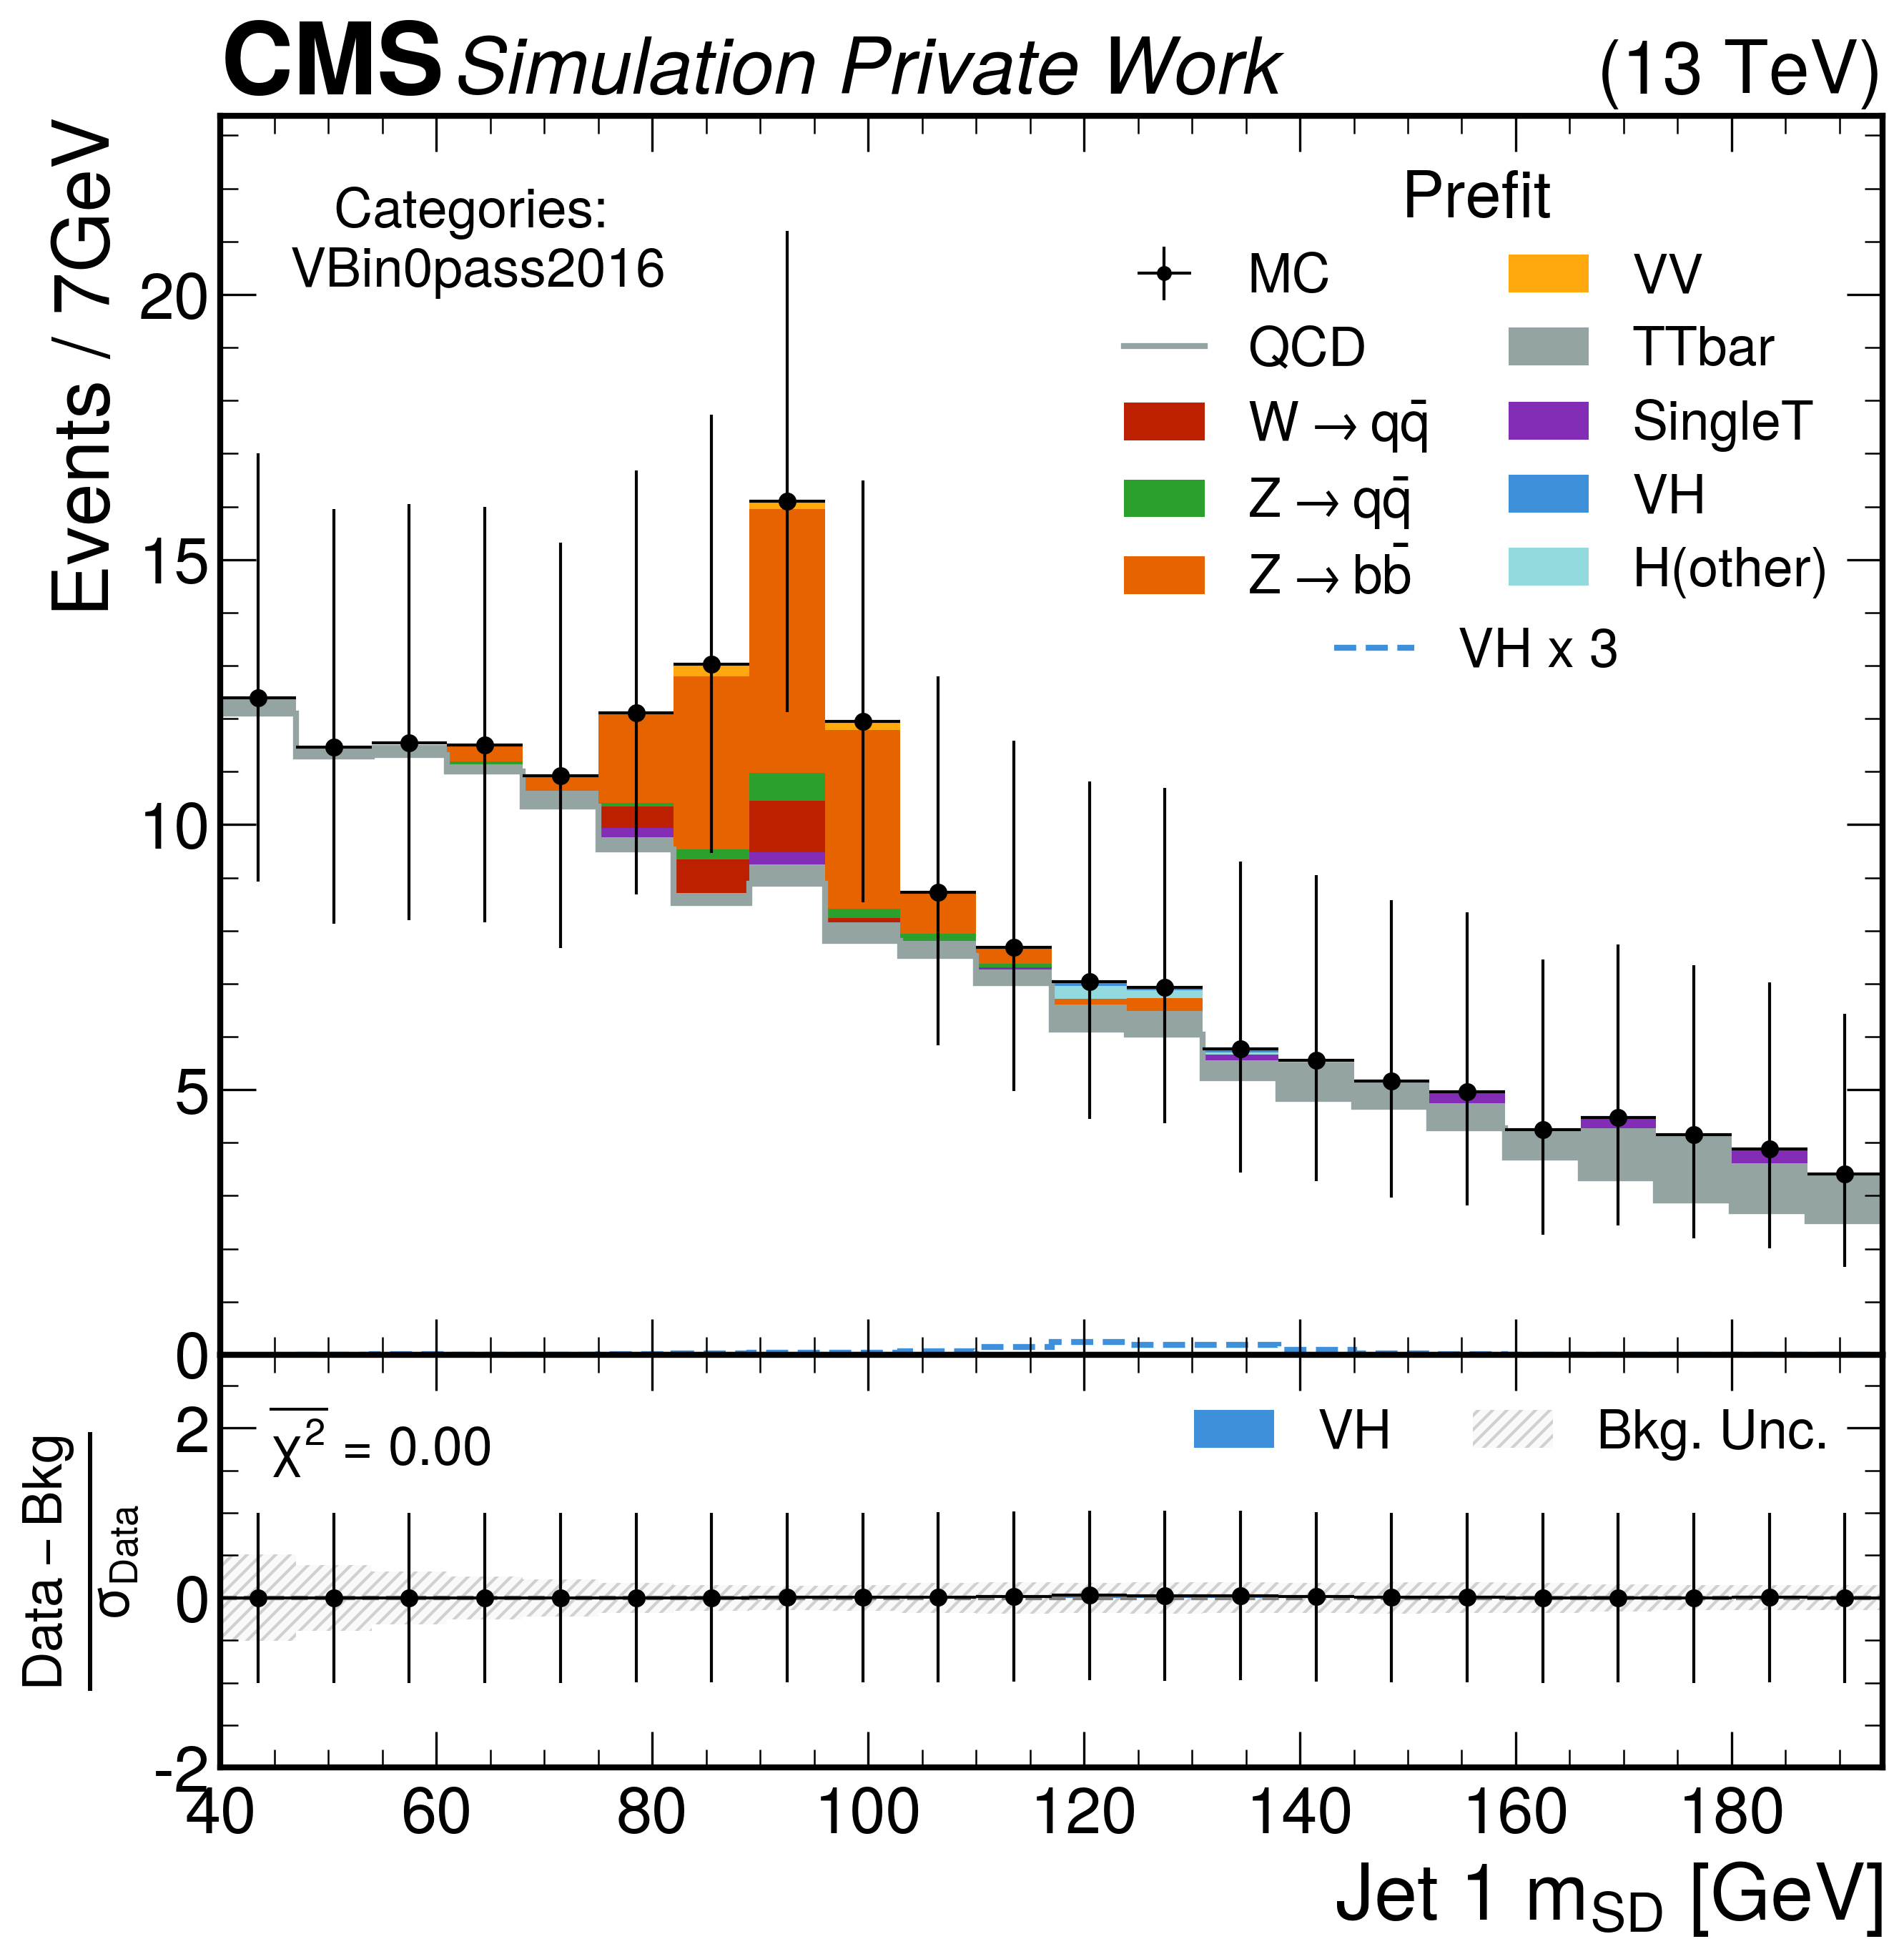 CMS Simulation Private Work (13 TeV)
Events / 7GeV
Categories:
VBin0pass2016
Prefit
MC
QCD
W → qq̄
Z → qq̄
Z → bb̄
VV
TTbar
SingleT
VH
H(other)
VH x 3
20
15
10
5
0
Data − Bkg
σData
χ² = 0.00
VH
Bkg. Unc.
2
0
-2
40 60 80 100 120 140 160 180
Jet 1 mSD [GeV]